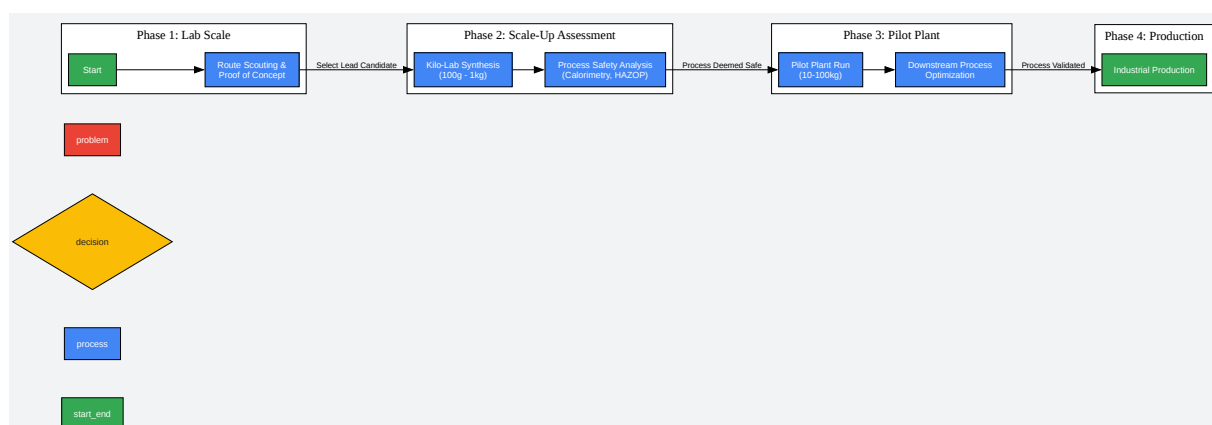 Phase 1: Lab Scale
Start
Route Scouting &
Proof of Concept
Select Lead Candidate
Phase 2: Scale-Up Assessment
Kilo-Lab Synthesis
(100g - 1kg)
Process Safety Analysis
(Calorimetry, HAZOP)
Process Deemed Safe
Phase 3: Pilot Plant
Pilot Plant Run
(10-100kg)
Downstream Process
Optimization
Process Validated
Phase 4: Production
Industrial Production
problem
decision
process
start_end